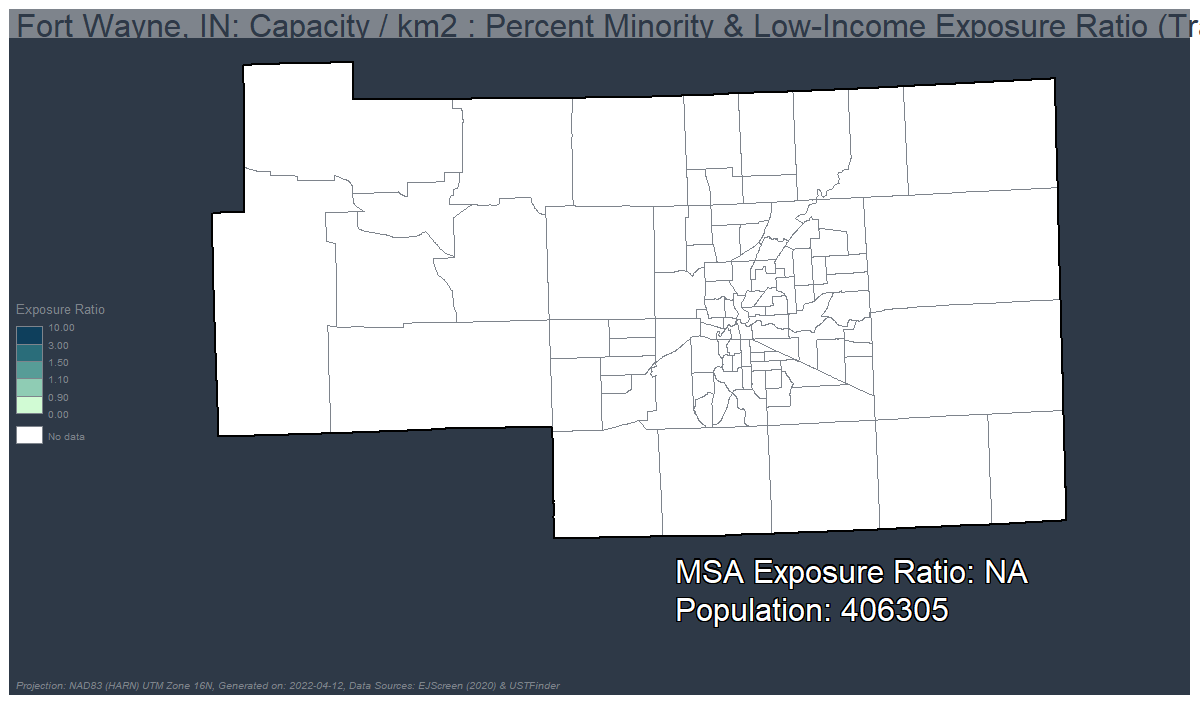 Fort Wayne, IN: Capacity / km2 : Percent Minority & Low-Income Exposure Ratio (Tra
Exposure Ratio
10.00
3.00
1.50
1.10
0.90
0.00
No data
MSA Exposure Ratio: NA
Population: 406305
Projection: NAD83 (HARN) UTM Zone 16N, Generated on: 2022-04-12, Data Sources: EJScreen (2020) & USTFinder